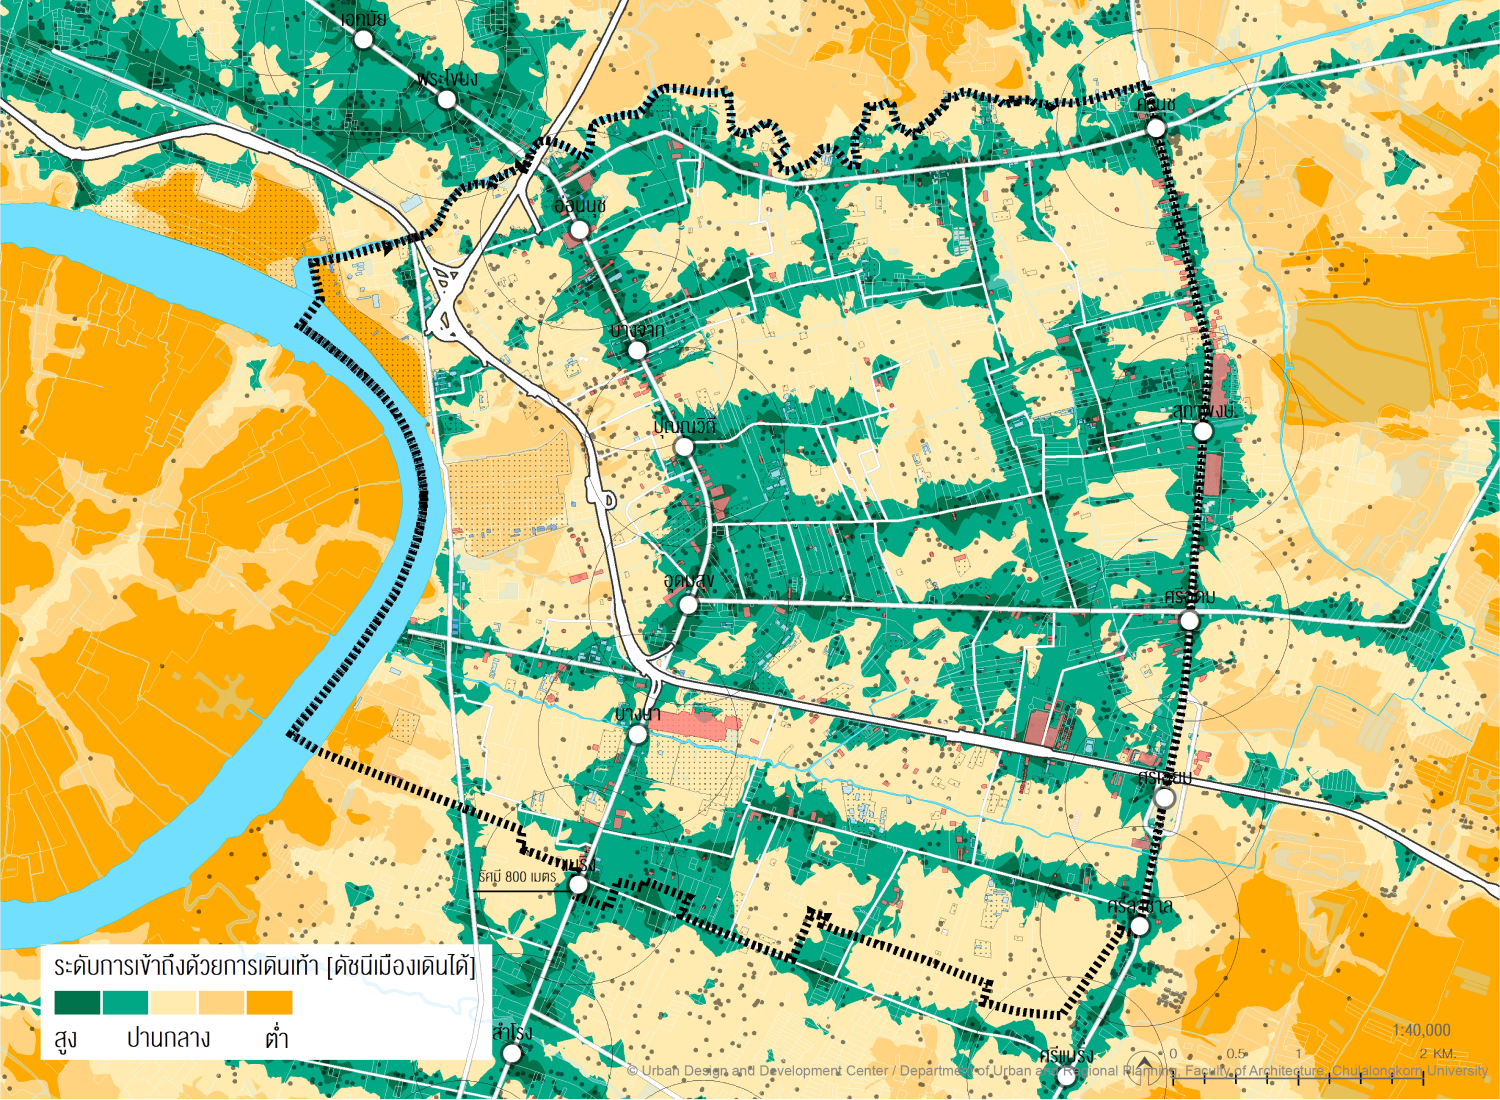 เอกมัย
พระโขนง
ศรีนุช
อ่อนนุช
บางจาก
สุภาพงษ์
ปุณณวิถี
อุดมสุข
ศรีอุดม
บางนา
ศรีเอี่ยม
แบริ่ง
รัศมี 800 เมตร
ศรีลาซาล
ระดับการเข้าถึงด้วยการเดินเท้า [ดัชนีเมืองเดินได้]
สูง ปานกลาง ต่ำ
สำโรง
ศรีแบริ่ง
1:40,000
0 0.5 1 2 KM.
© Urban Design and Development Center / Department of Urban and Regional Planning, Faculty of Architecture, Chulalongkorn University